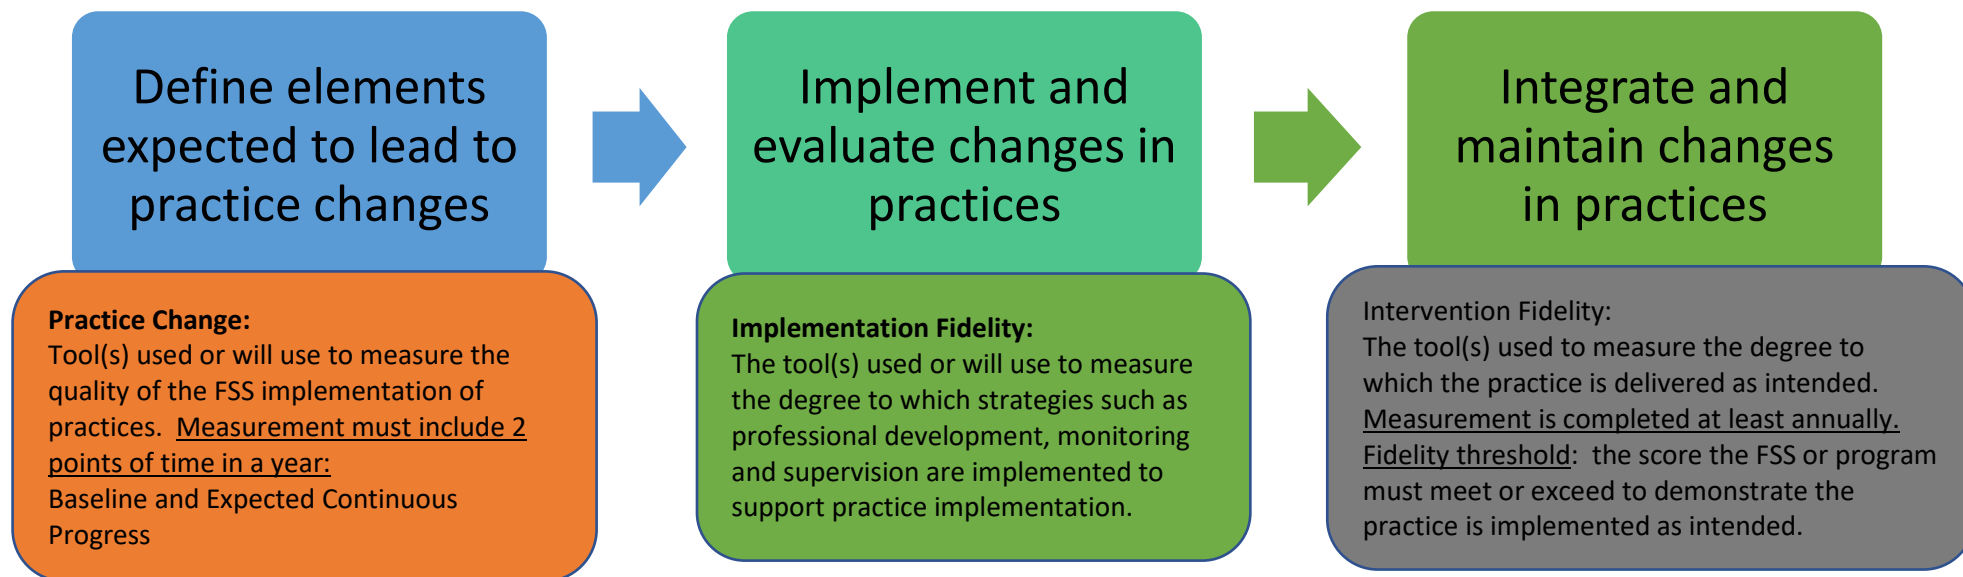 Define elements
expected to lead to
practice changes
Practice Change:
Tool(s) used or will use to measure the
quality of the FSS implementation of
practices.  Measurement must include 2
points of time in a year:
Baseline and Expected Continuous
Progress
Implement and
evaluate changes in
practices
Implementation Fidelity:
The tool(s) used or will use to measure
the degree to which strategies such as
professional development, monitoring
and supervision are implemented to
support practice implementation.
Integrate and
maintain changes
in practices
Intervention Fidelity:
The tool(s) used to measure the degree to
which the practice is delivered as intended.
Measurement is completed at least annually.
Fidelity threshold:  the score the FSS or program
must meet or exceed to demonstrate the
practice is implemented as intended.